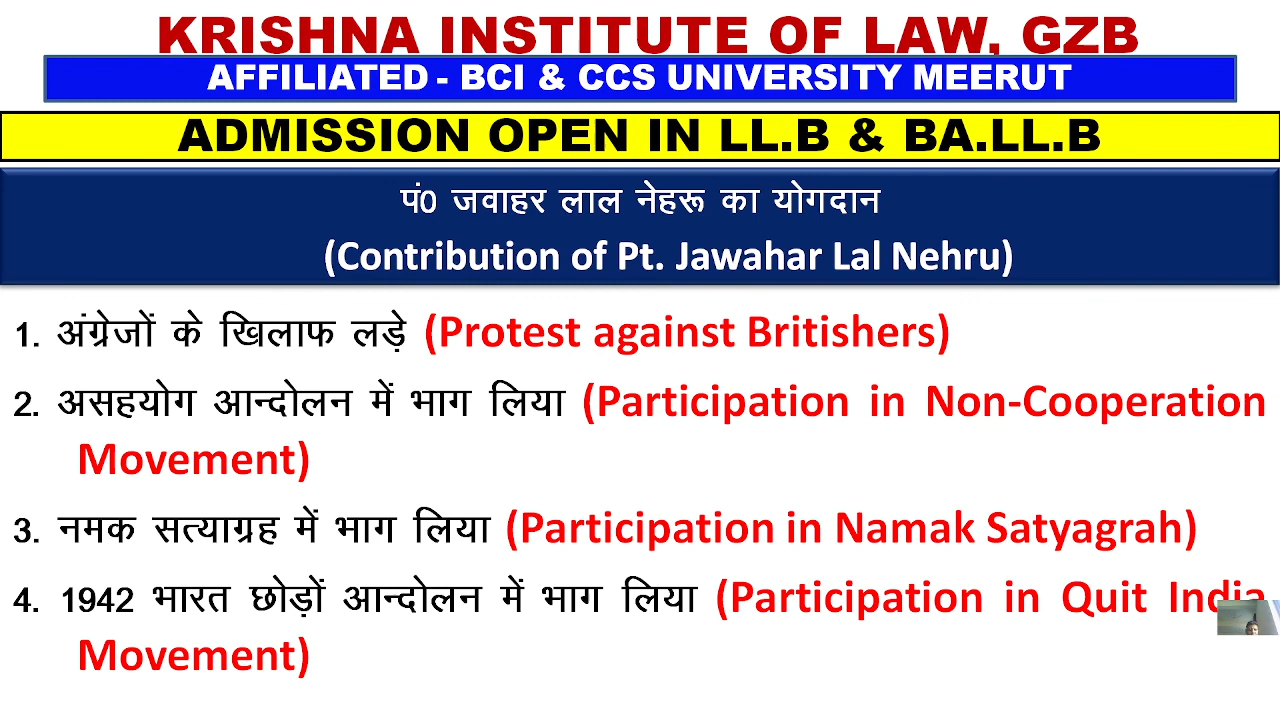 KRISHNA INSTITUTE OF LAW, GZB
AFFILIATED - BCI & CCS UNIVERSITY MEERUT
ADMISSION OPEN IN LL.B & BA.LL.B
पं0 जवाहर लाल नेहरू का योगदान
(Contribution of Pt. Jawahar Lal Nehru)
1. अंग्रेजों के खिलाफ लड़े (Protest against Britishers)
2. असहयोग आन्दोलन में भाग लिया (Participation in Non-Cooperation
Movement)
3. नमक सत्याग्रह में भाग लिया (Participation in Namak Satyagrah)
4. 1942 भारत छोड़ों आन्दोलन में भाग लिया (Participation in Quit India
Movement)